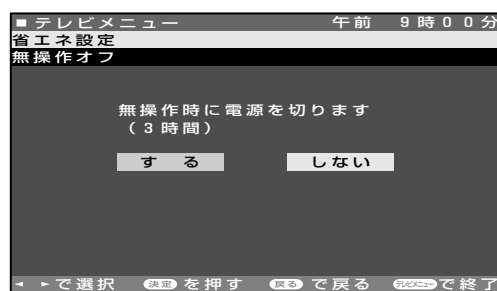 ■テレビメニュー 午前 9時00分
省エネ設定
無操作オフ
無操作時に電源を切ります
（3時間）
する しない
◄ ►で選択 決定 を押す 戻る で戻る テレビメニュー で終了